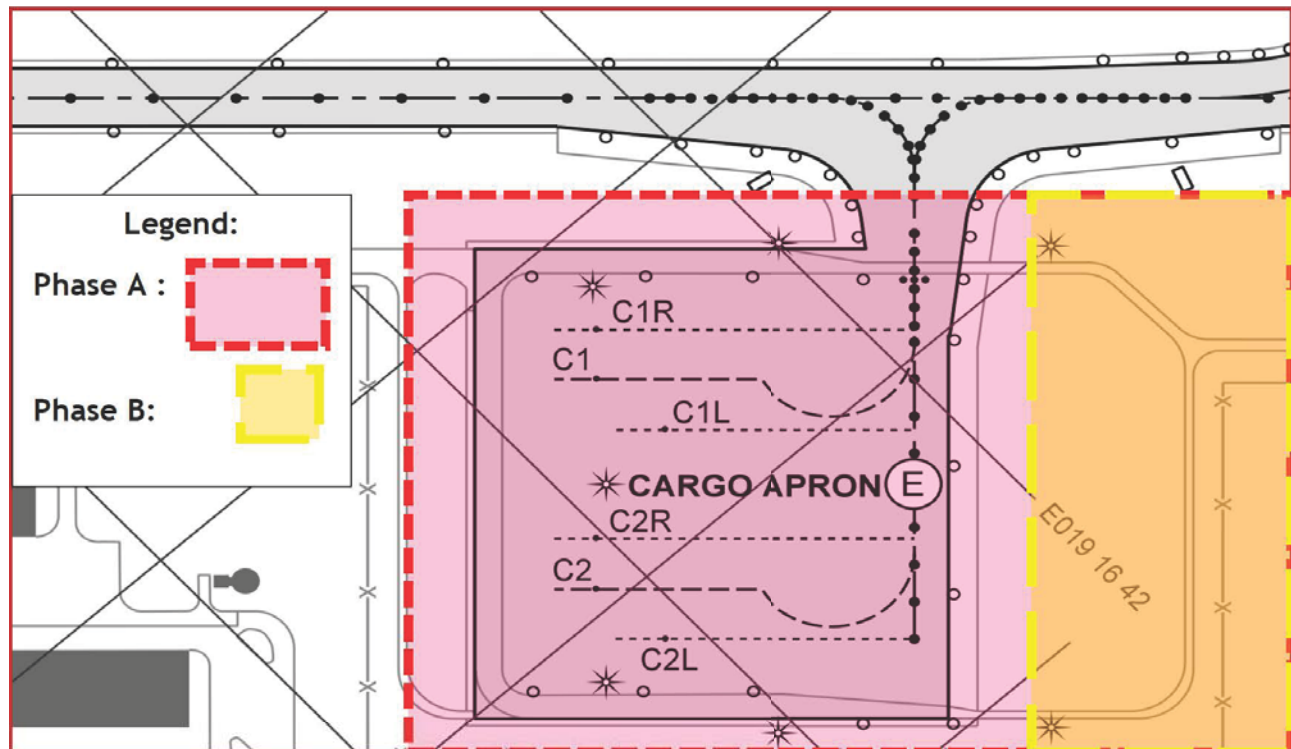 Legend:
Phase A :
Phase B:
C1R
C1
C1L
CARGO APRON E
C2R
C2
C2L
E019 16 42